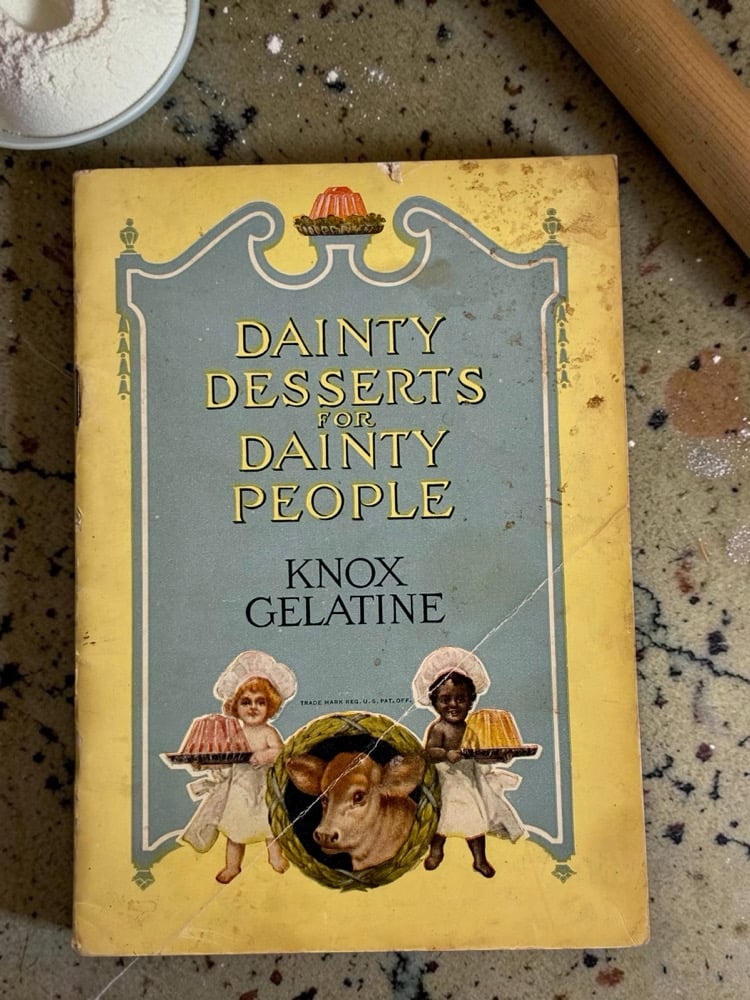 DAINTY
DESSERTS
FOR
DAINTY
PEOPLE
KNOX
GELATINE
TRADE MARK REG. U.S. PAT. OFF.